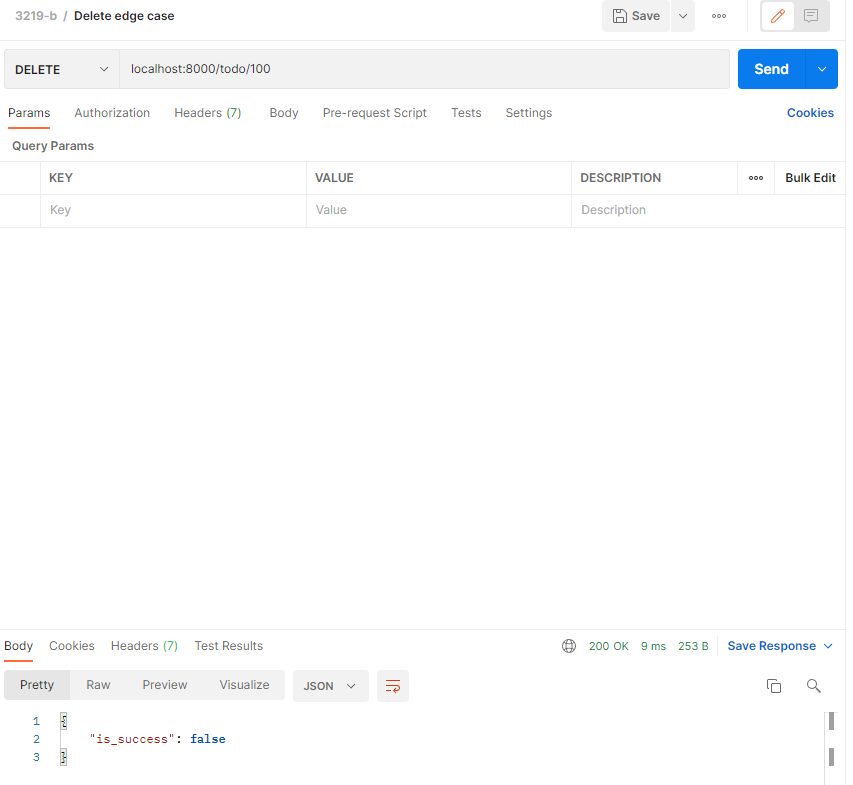 3219-b / Delete edge case Save
DELETE localhost:8000/todo/100 Send
Params Authorization Headers (7) Body Pre-request Script Tests Settings Cookies
Query Params
KEY VALUE DESCRIPTION Bulk Edit
Key Value Description
Body Cookies Headers (7) Test Results 200 OK 9 ms 253 B Save Response
Pretty Raw Preview Visualize JSON
1 {
2 "is_success": false
3 }